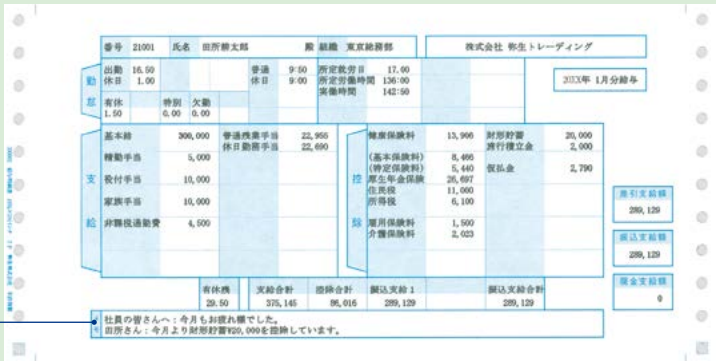 番号 21001 氏名 田所精太郎 殿 組織 東京総務部 株式会社 弥生トレーディング
勤怠
出勤 16.50 普通 9:50 所定就労日 17.00
休日 1.00 休日 9:00 所定労働時間 136:00
実働時間 142:50
20XX年 1月分給与
有休 特別 欠勤
1.50 0.00 0.00
支給
基本給 300,000 普通残業手当 22,955
休日勤務手当 22,690
精勤手当 5,000
役付手当 10,000
家族手当 10,000
非課税通勤費 4,500
控除
健康保険料 13,906 財形貯蓄 20,000
旅行積立金 2,000
(基本保険料) 8,466
(特定保険料) 5,440 仮払金 2,790
厚生年金保険 26,697
住民税 11,000
所得税 6,100
雇用保険料 1,500
介護保険料 2,023
差引支給額
289,129
振込支給額
289,129
現金支給額
0
有休残 支給合計 控除合計 振込支給1 振込支給合計
29.50 375,145 86,016 289,129 289,129
社員の皆さんへ:今月もお疲れ様でした。
田所さん:今月より財形貯蓄¥20,000を控除しています。